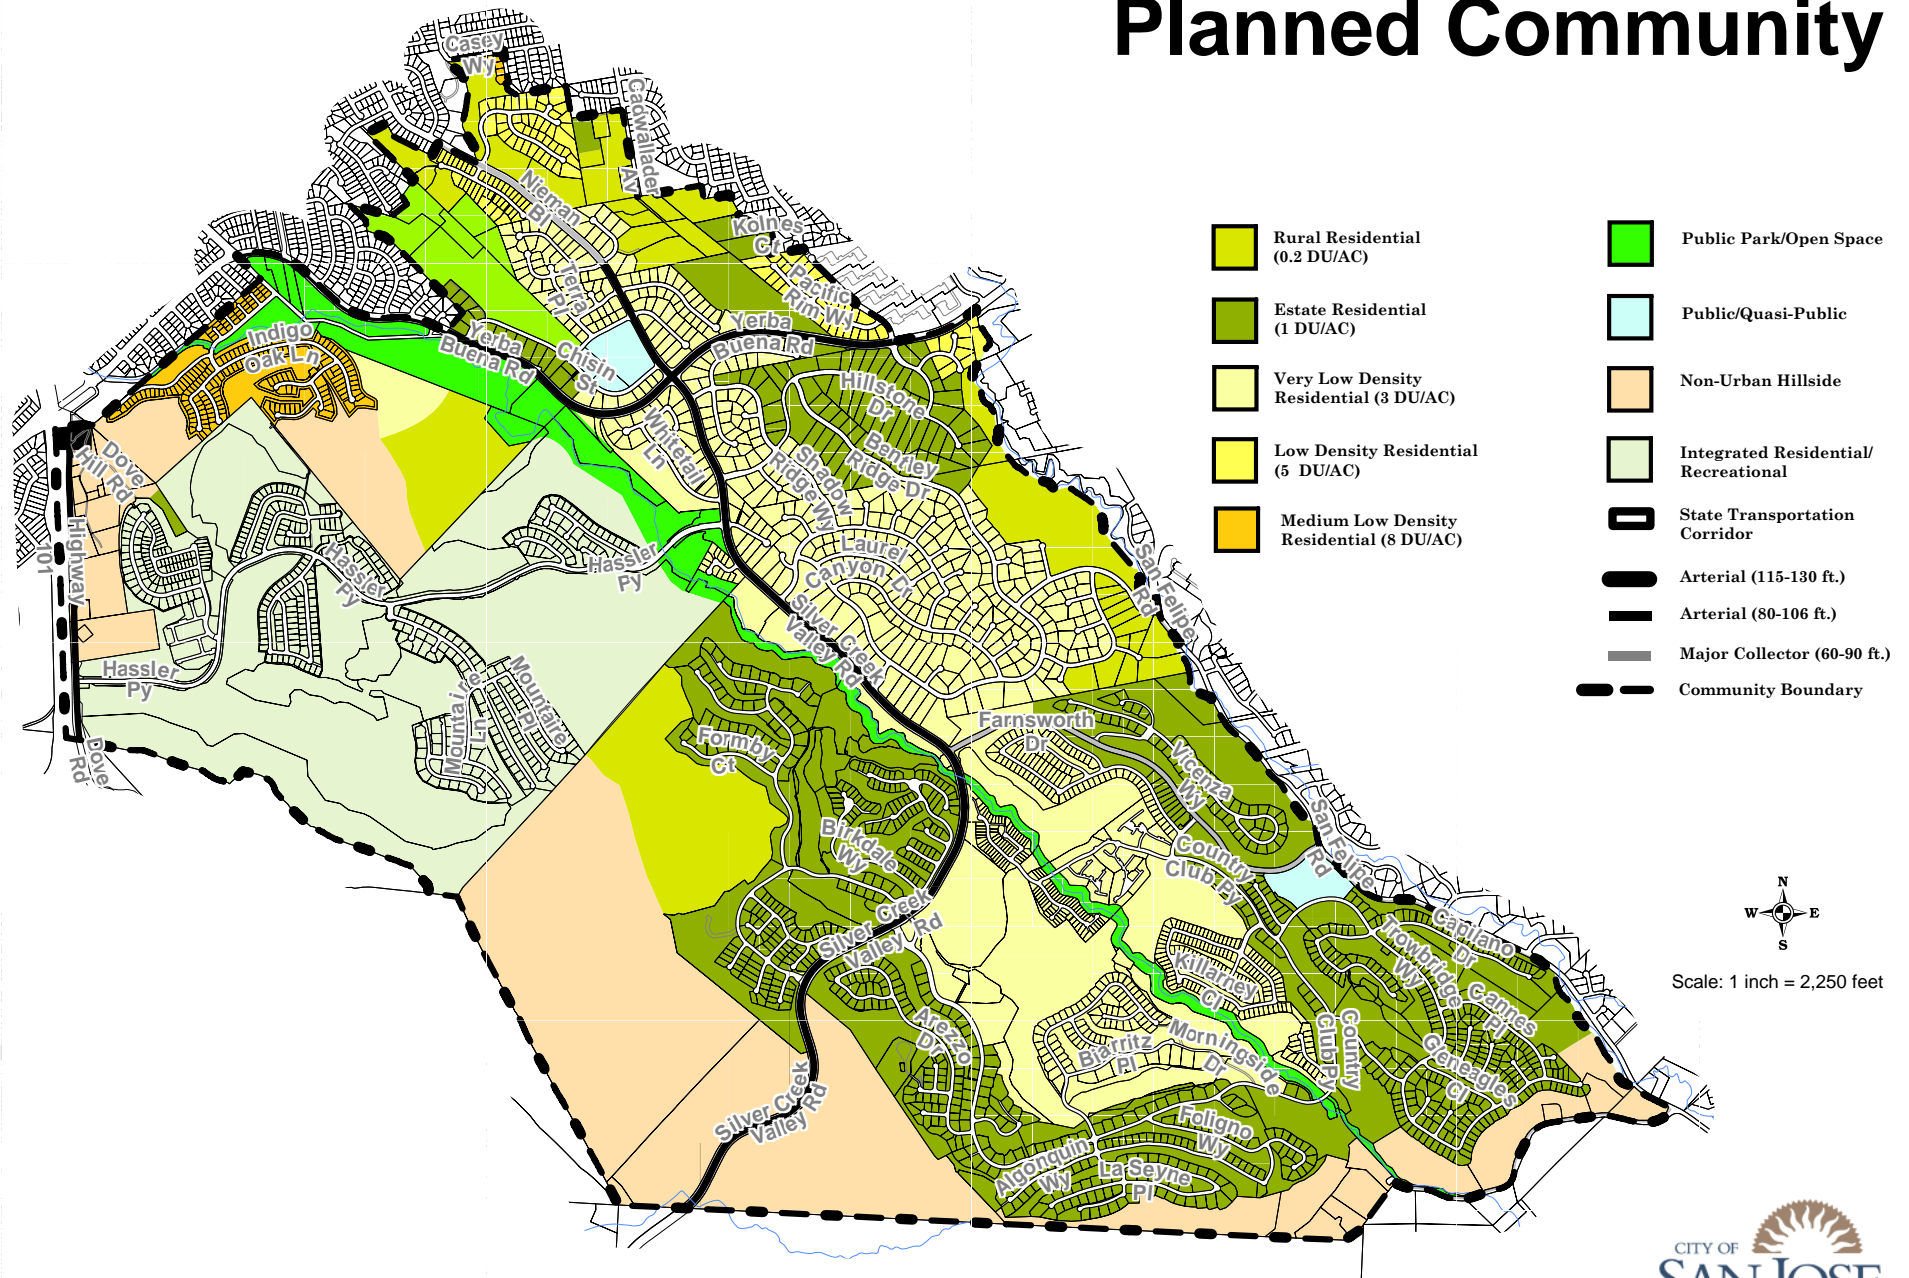 Planned Community
Casey
Wy
Cadwallader
Av
Nieman
Bl
Kolnes
Ct
Terra
Pl
Pacific
Rim Wy
Yerba
Buena Rd
Yerba
Buena Rd
Chisin
St
Indigo
Oak Ln
Hillstone
Dr
Whitetail
Ln
Bentley
Ridge Dr
Shadow
Ridge Wy
Dove
Hill Rd
Highway
101
Laurel
Canyon Dr
Hassler
Py
Hassler
Py
San Felipe
Rd
Silver Creek
Valley Rd
Hassler
Py
Mountaire
Ln
Mountaire
Pl
Farnsworth
Dr
Formby
Ct
Vicenza
Wy
Dove
Rd
San Felipe
Rd
Birkdale
Wy
Country
Club Py
Silver Creek
Valley Rd
Capilano
Dr
Trowbridge
Wy
Killarney
Ci
Cannes
Pl
Arezzo
Dr
Biarritz
Pl
Morningside
Dr
Country
Club Py
Gleneagles
Ci
Silver Creek
Valley Rd
Foligno
Wy
Algonquin
Wy
La Seyne
Pl
Rural Residential
(0.2 DU/AC)
Estate Residential
(1 DU/AC)
Very Low Density
Residential (3 DU/AC)
Low Density Residential
(5 DU/AC)
Medium Low Density
Residential (8 DU/AC)
Public Park/Open Space
Public/Quasi-Public
Non-Urban Hillside
Integrated Residential/
Recreational
State Transportation
Corridor
Arterial (115-130 ft.)
Arterial (80-106 ft.)
Major Collector (60-90 ft.)
Community Boundary
N
W E
S
Scale: 1 inch = 2,250 feet
CITY OF
SAN JOSE